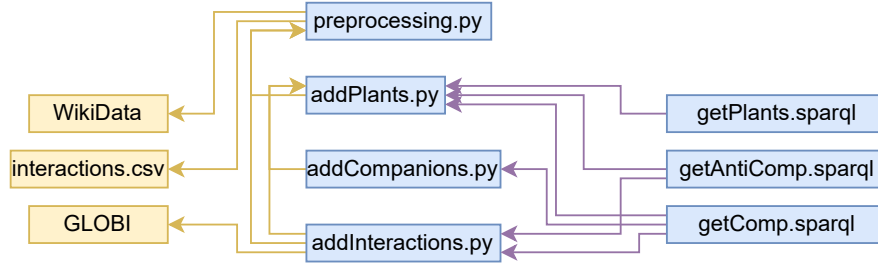 preprocessing.py
addPlants.py
WikiData
getPlants.sparql
interactions.csv
addCompanions.py
getAntiComp.sparql
GLOBI
addInteractions.py
getComp.sparql